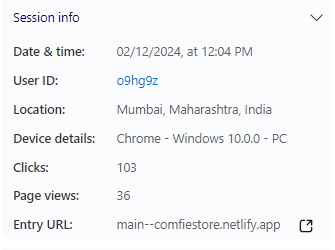 Session info
Date & time: 02/12/2024, at 12:04 PM
User ID: o9hg9z
Location: Mumbai, Maharashtra, India
Device details: Chrome - Windows 10.0.0 - PC
Clicks: 103
Page views: 36
Entry URL: main--comfiestore.netlify.app